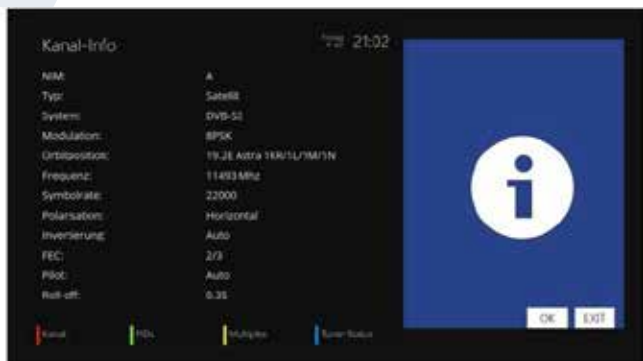 Kanal-Info
21:02
NIM: A
Typ: Satellit
System: DVB-S2
Modulation: 8PSK
Orbitposition: 19.2E Astra 1KR/1L/1M/1N
Frequenz: 11493 Mhz
Symbolrate: 22000
Polarsation: Horizontal
Invertierung: Auto
FEC: 2/3
Pilot: Auto
Roll-off: 0.35
Kanal PIDs Multiplex Tuner-Status
OK EXIT